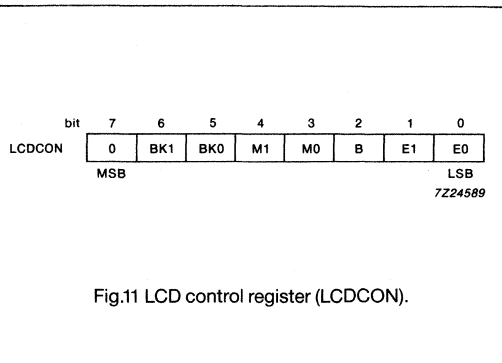 bit 7 6 5 4 3 2 1 0
LCDCON 0 BK1 BK0 M1 M0 B E1 E0
MSB LSB
7Z24589
Fig.11 LCD control register (LCDCON).